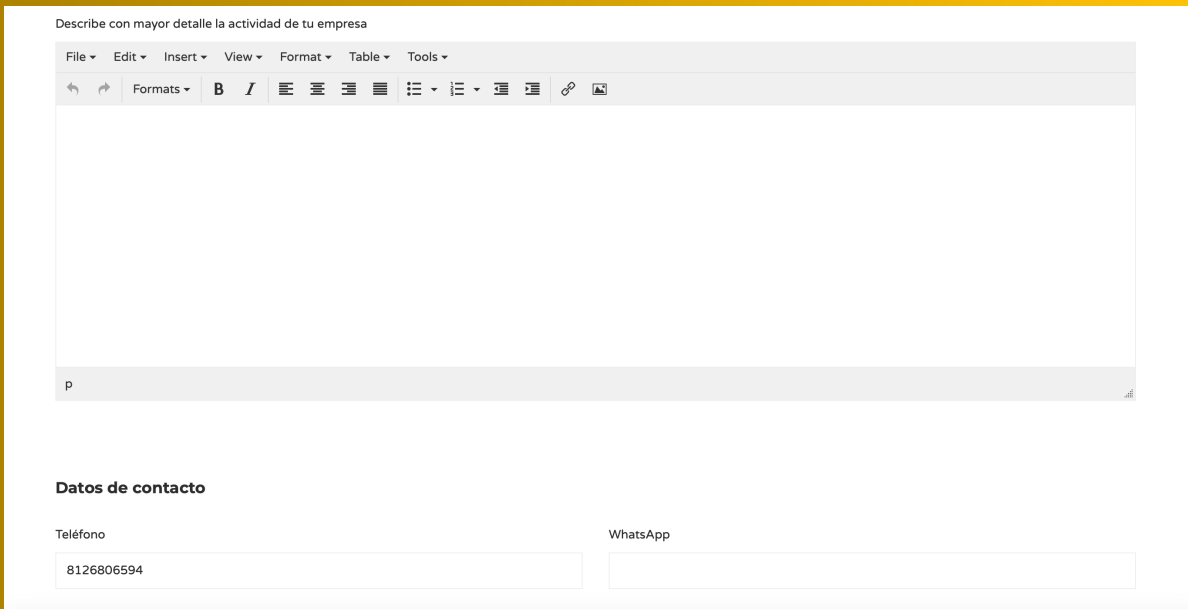 Describe con mayor detalle la actividad de tu empresa
File Edit Insert View Format Table Tools
Formats B I
p
Datos de contacto
Teléfono WhatsApp
8126806594